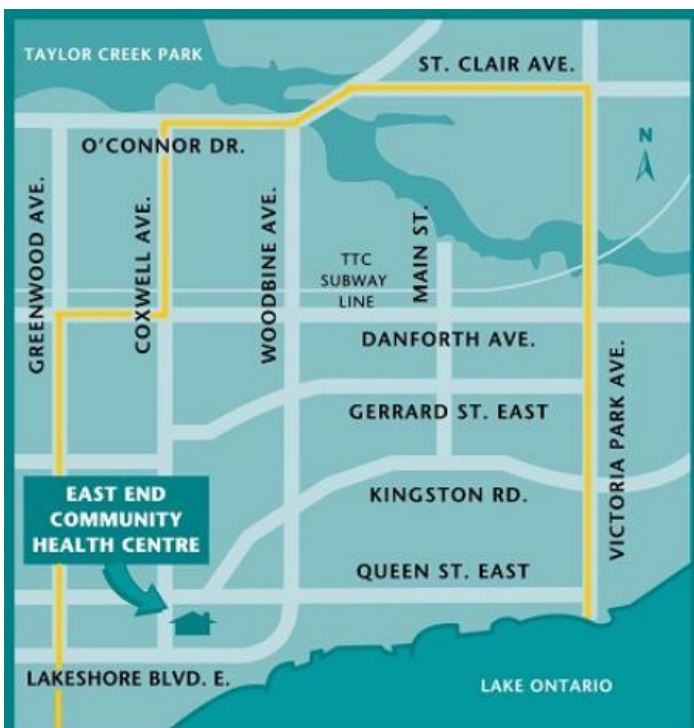 TAYLOR CREEK PARK
ST. CLAIR AVE.
O'CONNOR DR.
N
GREENWOOD AVE.
COXWELL AVE.
WOODBINE AVE.
TTC
SUBWAY
LINE
MAIN ST.
DANFORTH AVE.
VICTORIA PARK AVE.
GERRARD ST. EAST
EAST END
COMMUNITY
HEALTH CENTRE
KINGSTON RD.
QUEEN ST. EAST
LAKESHORE BLVD. E.
LAKE ONTARIO